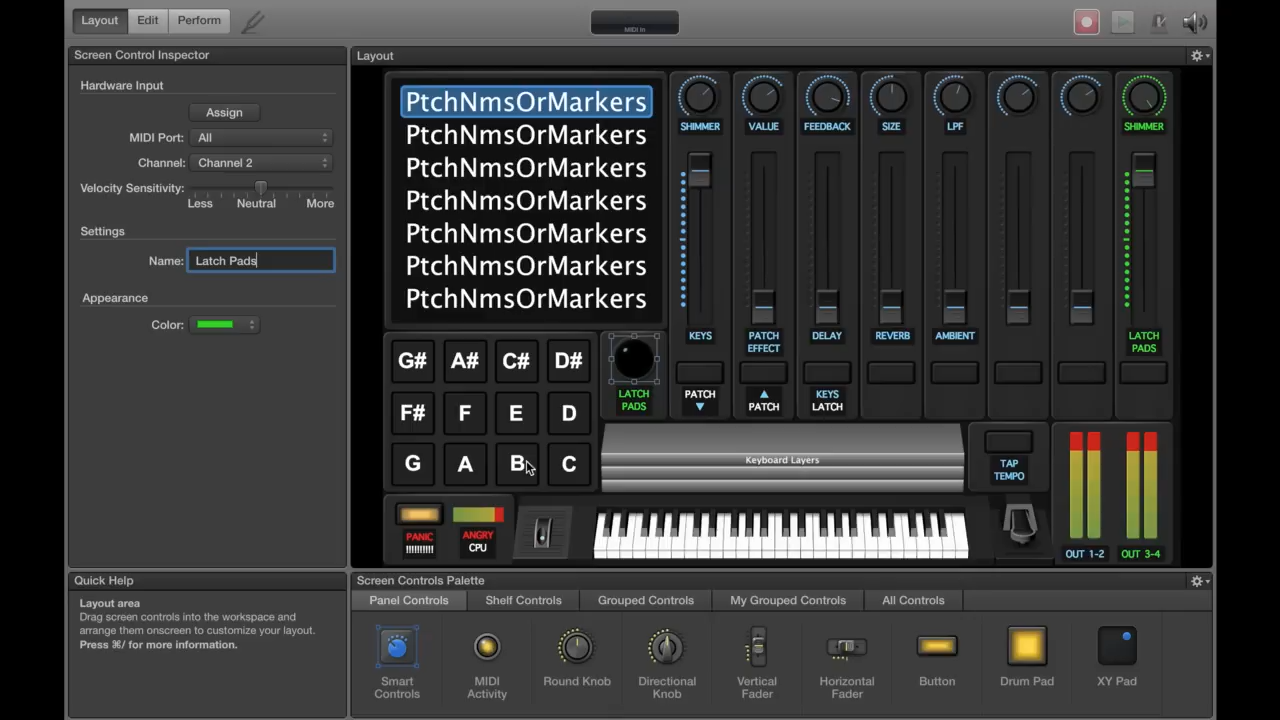 Layout
Edit
Perform
MIDI In
Screen Control Inspector
Hardware Input
Assign
MIDI Port:
All
Channel:
Channel 2
Velocity Sensitivity:
Less
Neutral
More
Settings
Name:
Latch Pads
Appearance
Color:
Quick Help
Layout area
Drag screen controls into the workspace and
arrange them onscreen to customize your layout.
Press ⌘/ for more information.
Layout
PtchNmsOrMarkers
PtchNmsOrMarkers
PtchNmsOrMarkers
PtchNmsOrMarkers
PtchNmsOrMarkers
PtchNmsOrMarkers
PtchNmsOrMarkers
SHIMMER
VALUE
FEEDBACK
SIZE
LPF
SHIMMER
KEYS
PATCH
EFFECT
DELAY
REVERB
AMBIENT
LATCH
PADS
G#
A#
C#
D#
LATCH
PADS
PATCH
▼
▲
PATCH
KEYS
LATCH
F#
F
E
D
G
A
B
C
Keyboard Layers
TAP
TEMPO
PANIC
!!!!!!!!!!
ANGRY
CPU
OUT 1-2
OUT 3-4
Screen Controls Palette
Panel Controls
Shelf Controls
Grouped Controls
My Grouped Controls
All Controls
Smart
Controls
MIDI
Activity
Round Knob
Directional
Knob
Vertical
Fader
Horizontal
Fader
Button
Drum Pad
XY Pad